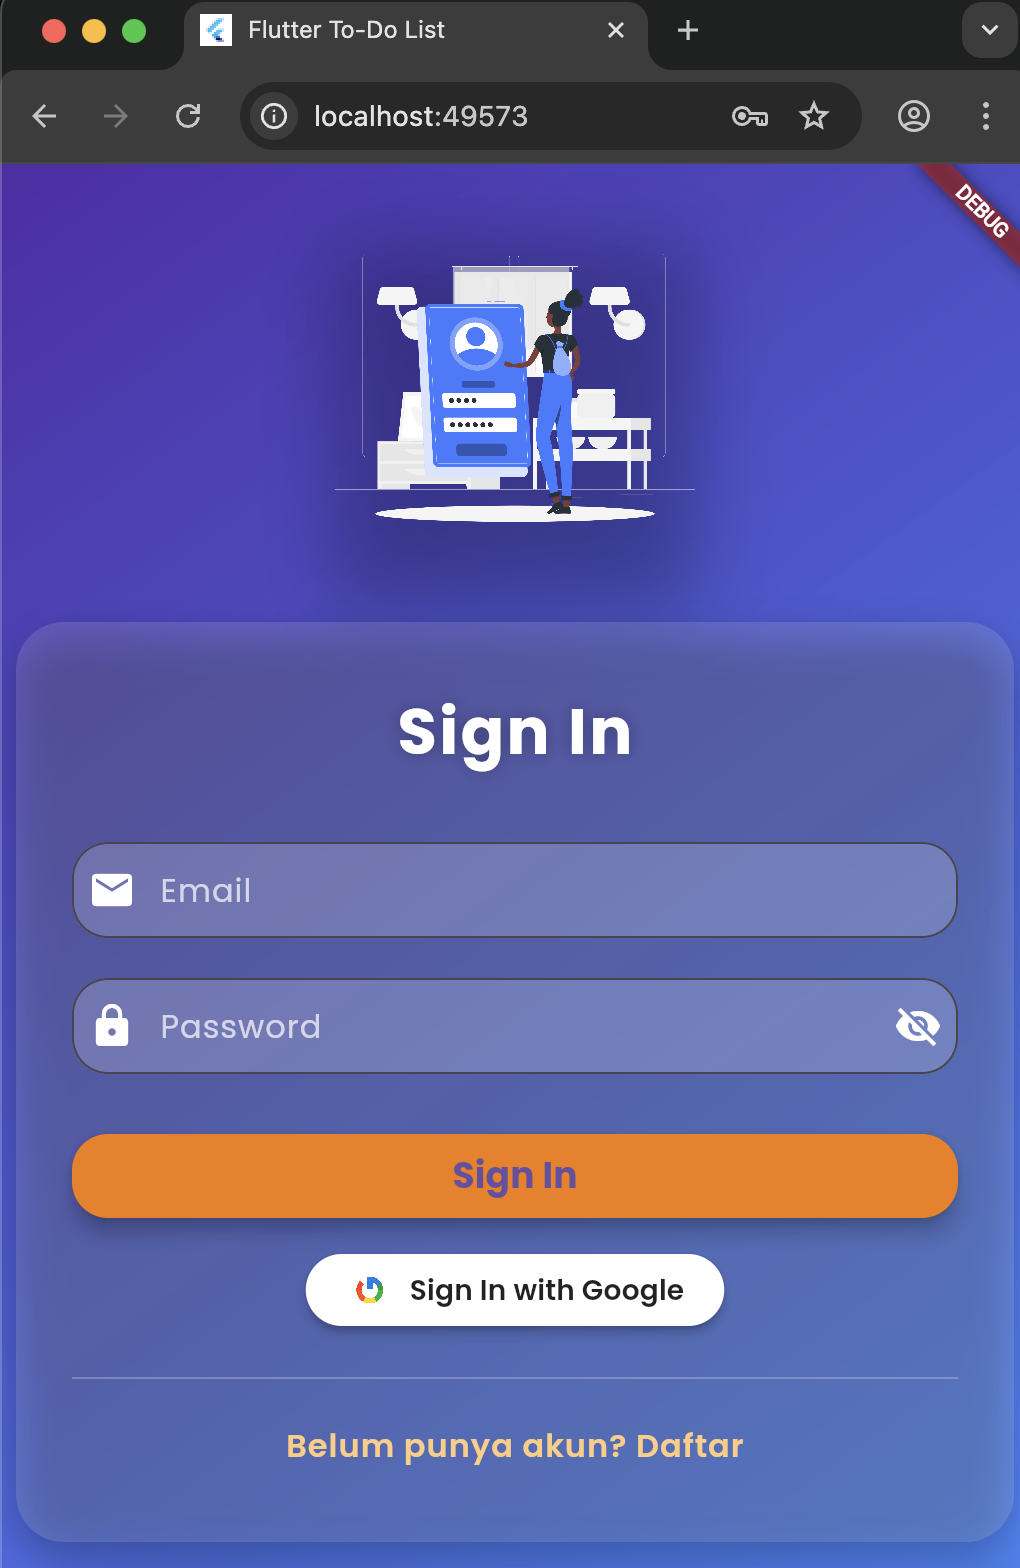 Flutter To-Do List
localhost:49573
DEBUG
Sign In
Email
Password
Sign In
Sign In with Google
Belum punya akun? Daftar